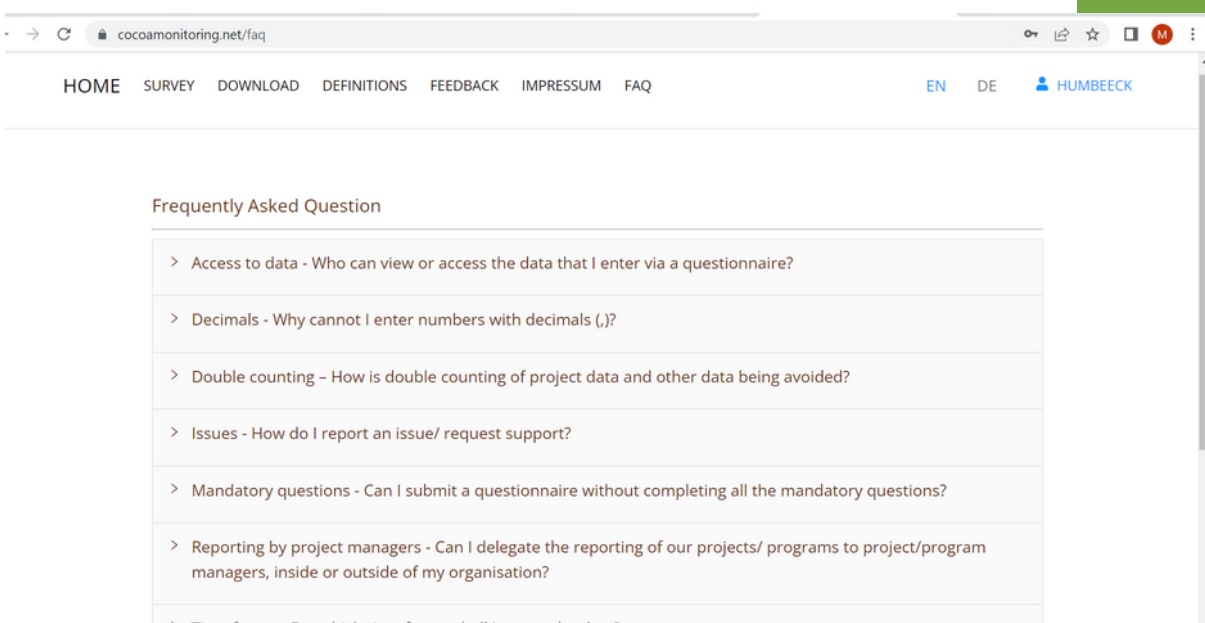 cocoamonitoring.net/faq
M
HOME SURVEY DOWNLOAD DEFINITIONS FEEDBACK IMPRESSUM FAQ EN DE HUMBEECK
Frequently Asked Question
Access to data - Who can view or access the data that I enter via a questionnaire?
Decimals - Why cannot I enter numbers with decimals (,)?
Double counting – How is double counting of project data and other data being avoided?
Issues - How do I report an issue/ request support?
Mandatory questions - Can I submit a questionnaire without completing all the mandatory questions?
Reporting by project managers - Can I delegate the reporting of our projects/ programs to project/program
managers, inside or outside of my organisation?